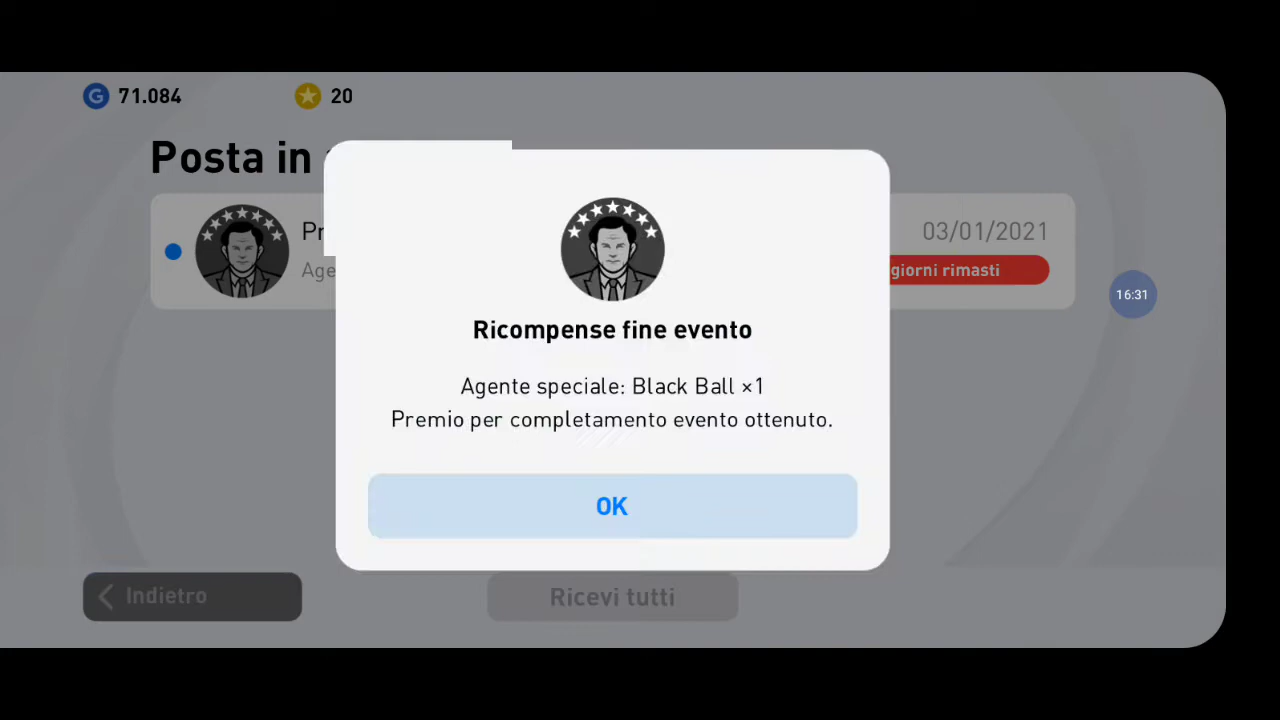 G 71.084
20
Posta in
Pr
03/01/2021
Age
giorni rimasti
16:31
Ricompense fine evento
Agente speciale: Black Ball ×1
Premio per completamento evento ottenuto.
OK
Indietro
Ricevi tutti